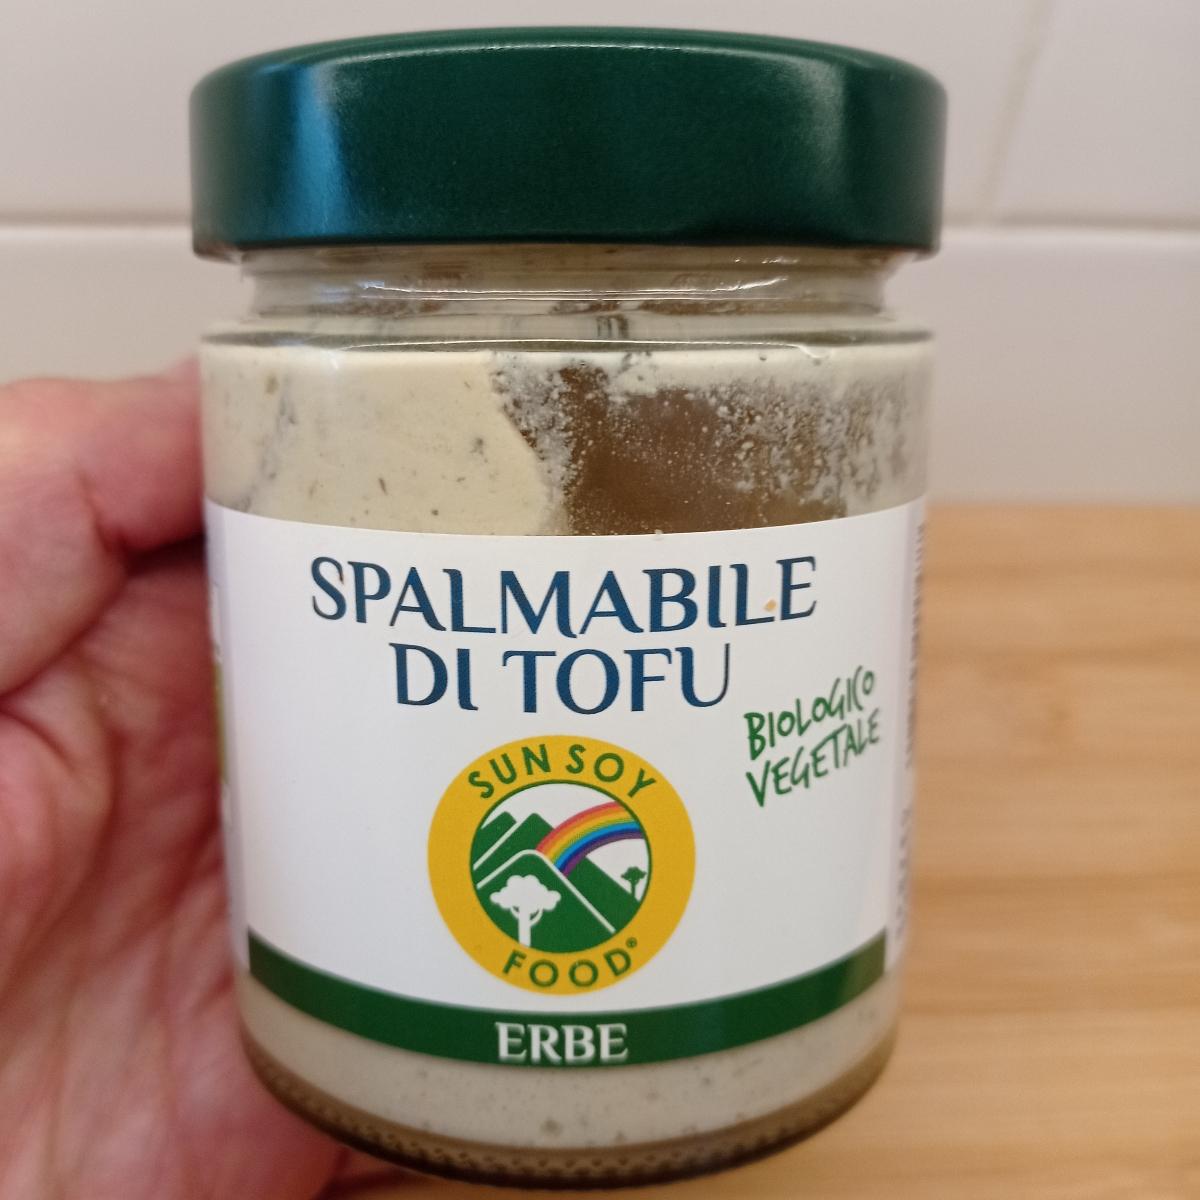 SPALMABILE
DI TOFU
BIOLOGICO
VEGETALE
SUN SOY
FOOD®
ERBE